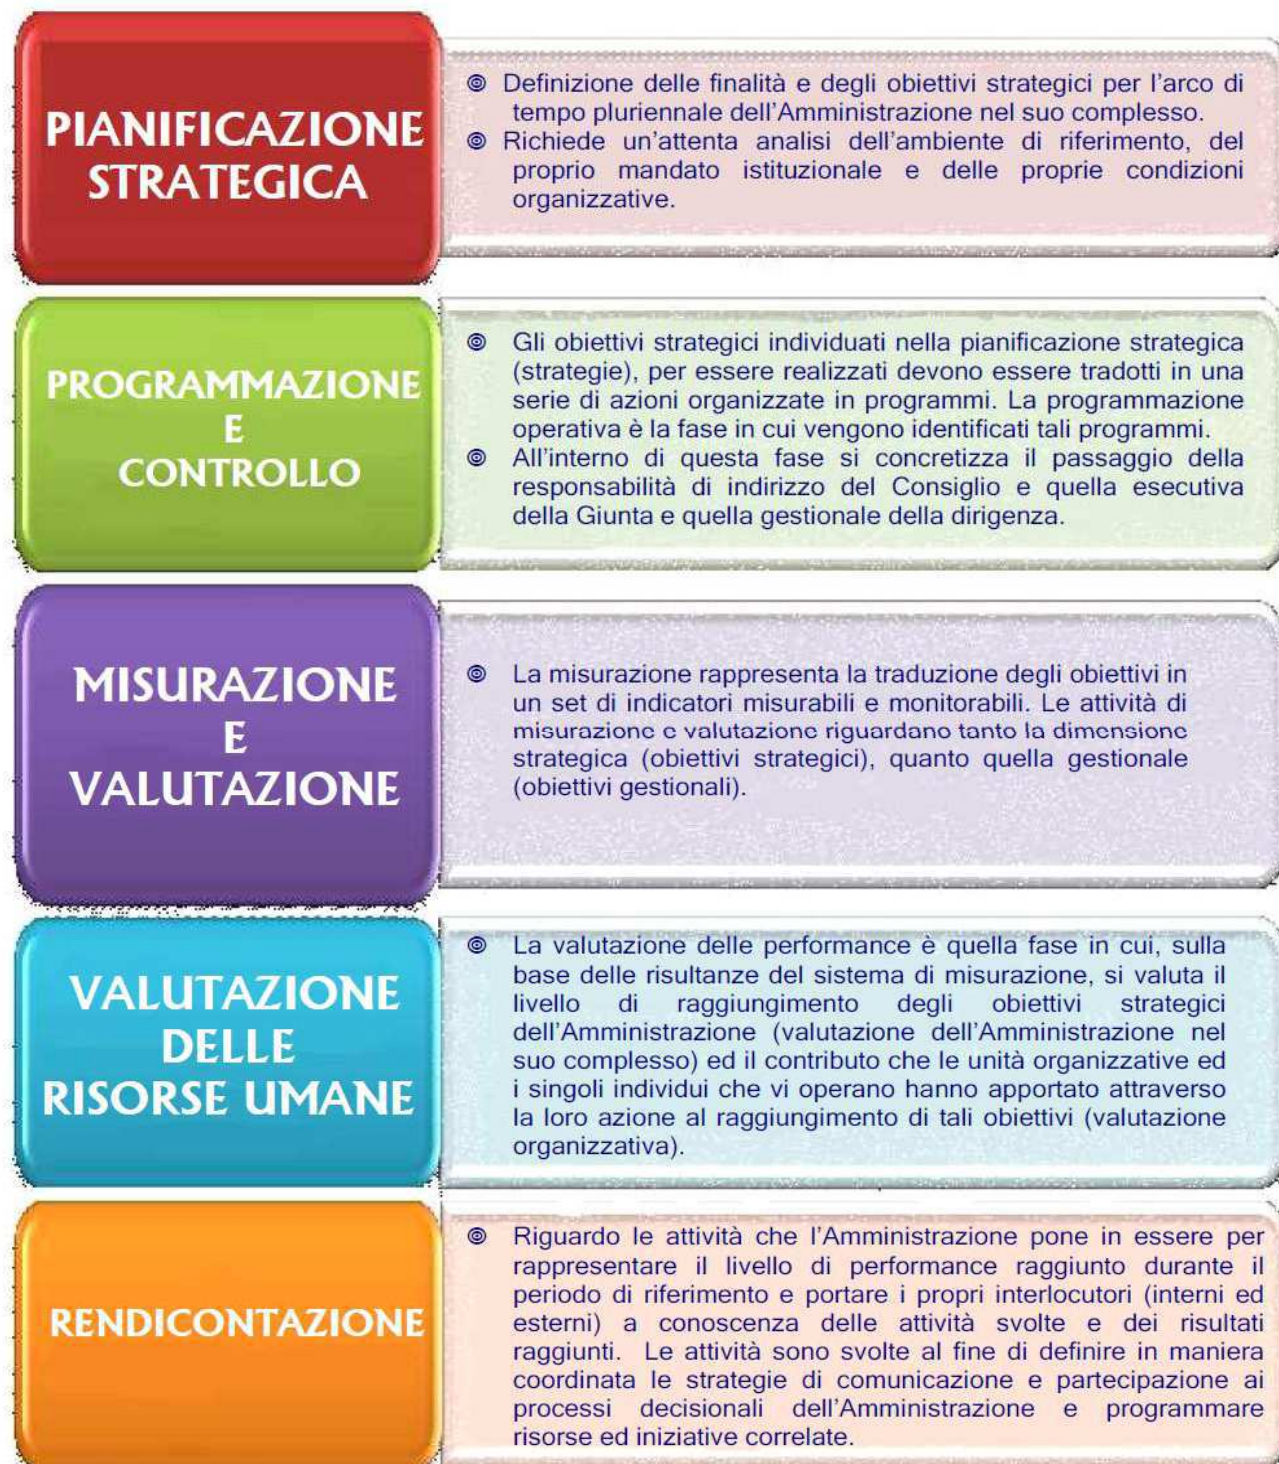 PIANIFICAZIONE
STRATEGICA
๏ Definizione delle finalità e degli obiettivi strategici per l'arco di
tempo pluriennale dell'Amministrazione nel suo complesso.
๏ Richiede un'attenta analisi dell'ambiente di riferimento, del
proprio mandato istituzionale e delle proprie condizioni
organizzative.
PROGRAMMAZIONE
E
CONTROLLO
๏ Gli obiettivi strategici individuati nella pianificazione strategica
(strategie), per essere realizzati devono essere tradotti in una
serie di azioni organizzate in programmi. La programmazione
operativa è la fase in cui vengono identificati tali programmi.
๏ All'interno di questa fase si concretizza il passaggio della
responsabilità di indirizzo del Consiglio e quella esecutiva
della Giunta e quella gestionale della dirigenza.
MISURAZIONE
E
VALUTAZIONE
๏ La misurazione rappresenta la traduzione degli obiettivi in
un set di indicatori misurabili e monitorabili. Le attività di
misurazione e valutazione riguardano tanto la dimensione
strategica (obiettivi strategici), quanto quella gestionale
(obiettivi gestionali).
VALUTAZIONE
DELLE
RISORSE UMANE
๏ La valutazione delle performance è quella fase in cui, sulla
base delle risultanze del sistema di misurazione, si valuta il
livello di raggiungimento degli obiettivi strategici
dell'Amministrazione (valutazione dell'Amministrazione nel
suo complesso) ed il contributo che le unità organizzative ed
i singoli individui che vi operano hanno apportato attraverso
la loro azione al raggiungimento di tali obiettivi (valutazione
organizzativa).
RENDICONTAZIONE
๏ Riguardo le attività che l'Amministrazione pone in essere per
rappresentare il livello di performance raggiunto durante il
periodo di riferimento e portare i propri interlocutori (interni ed
esterni) a conoscenza delle attività svolte e dei risultati
raggiunti. Le attività sono svolte al fine di definire in maniera
coordinata le strategie di comunicazione e partecipazione ai
processi decisionali dell'Amministrazione e programmare
risorse ed iniziative correlate.